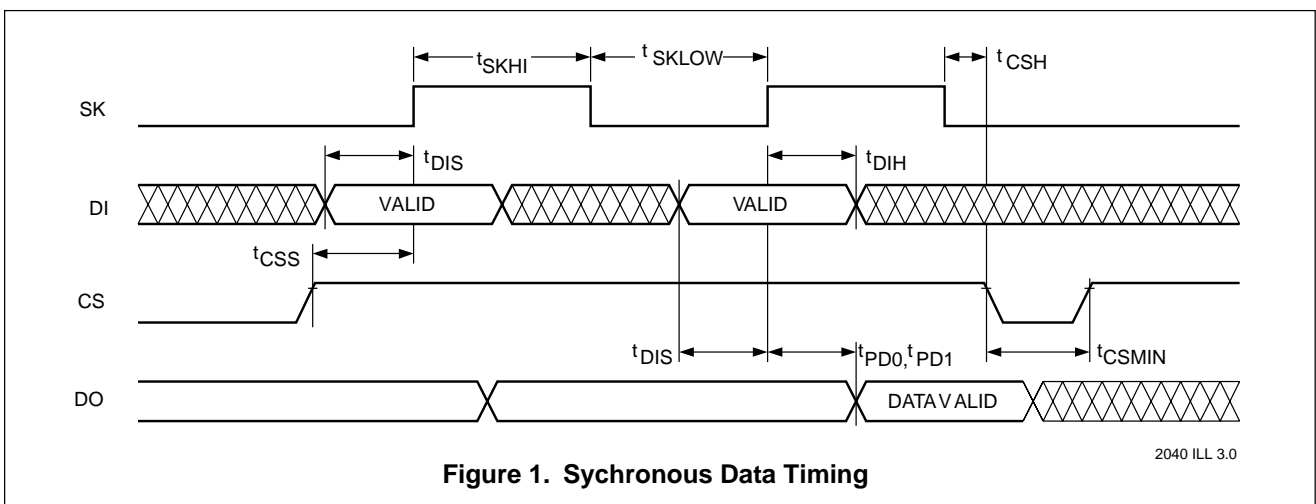 tSKHI
tSKLOW
tCSH
SK
tDIS
tDIH
DI
VALID
VALID
tCSS
CS
tDIS
tPD0,tPD1
tCSMIN
DO
DATA VALID
2040 ILL 3.0
Figure 1. Sychronous Data Timing